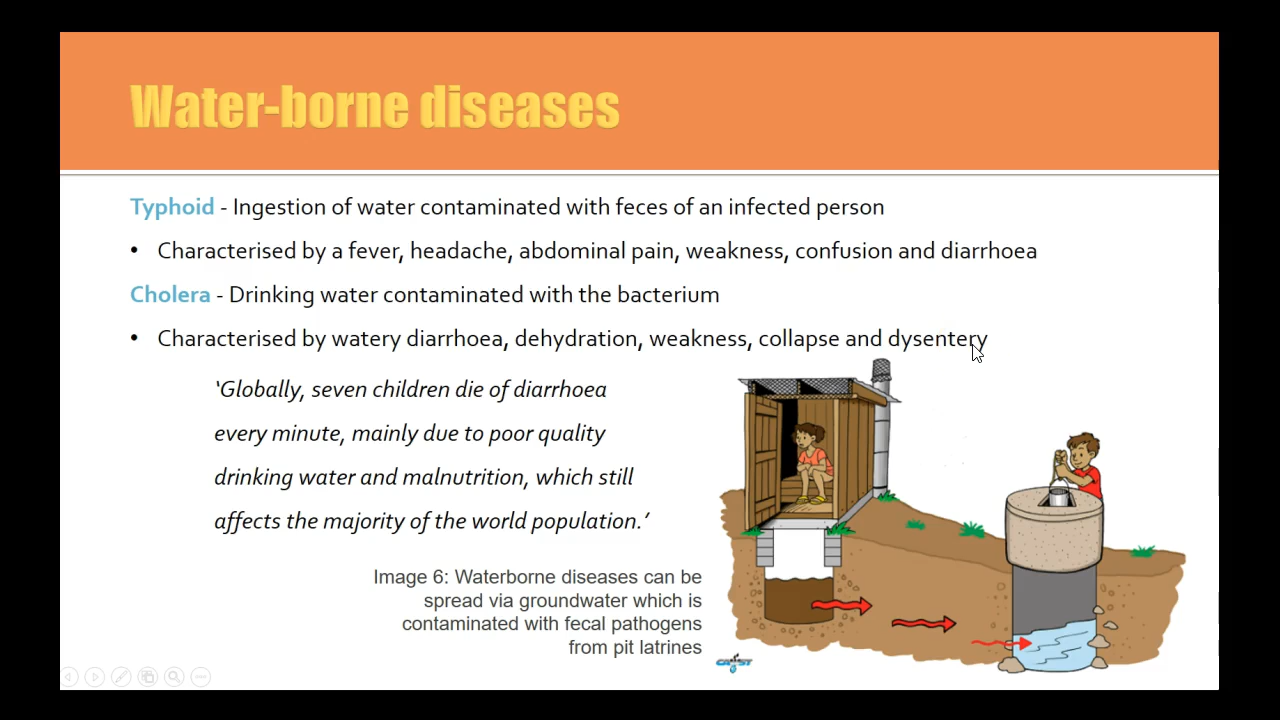 Water-borne diseases
Typhoid - Ingestion of water contaminated with feces of an infected person
• Characterised by a fever, headache, abdominal pain, weakness, confusion and diarrhoea
Cholera - Drinking water contaminated with the bacterium
• Characterised by watery diarrhoea, dehydration, weakness, collapse and dysentery
‘Globally, seven children die of diarrhoea
every minute, mainly due to poor quality
drinking water and malnutrition, which still
affects the majority of the world population.’
Image 6: Waterborne diseases can be
spread via groundwater which is
contaminated with fecal pathogens
from pit latrines